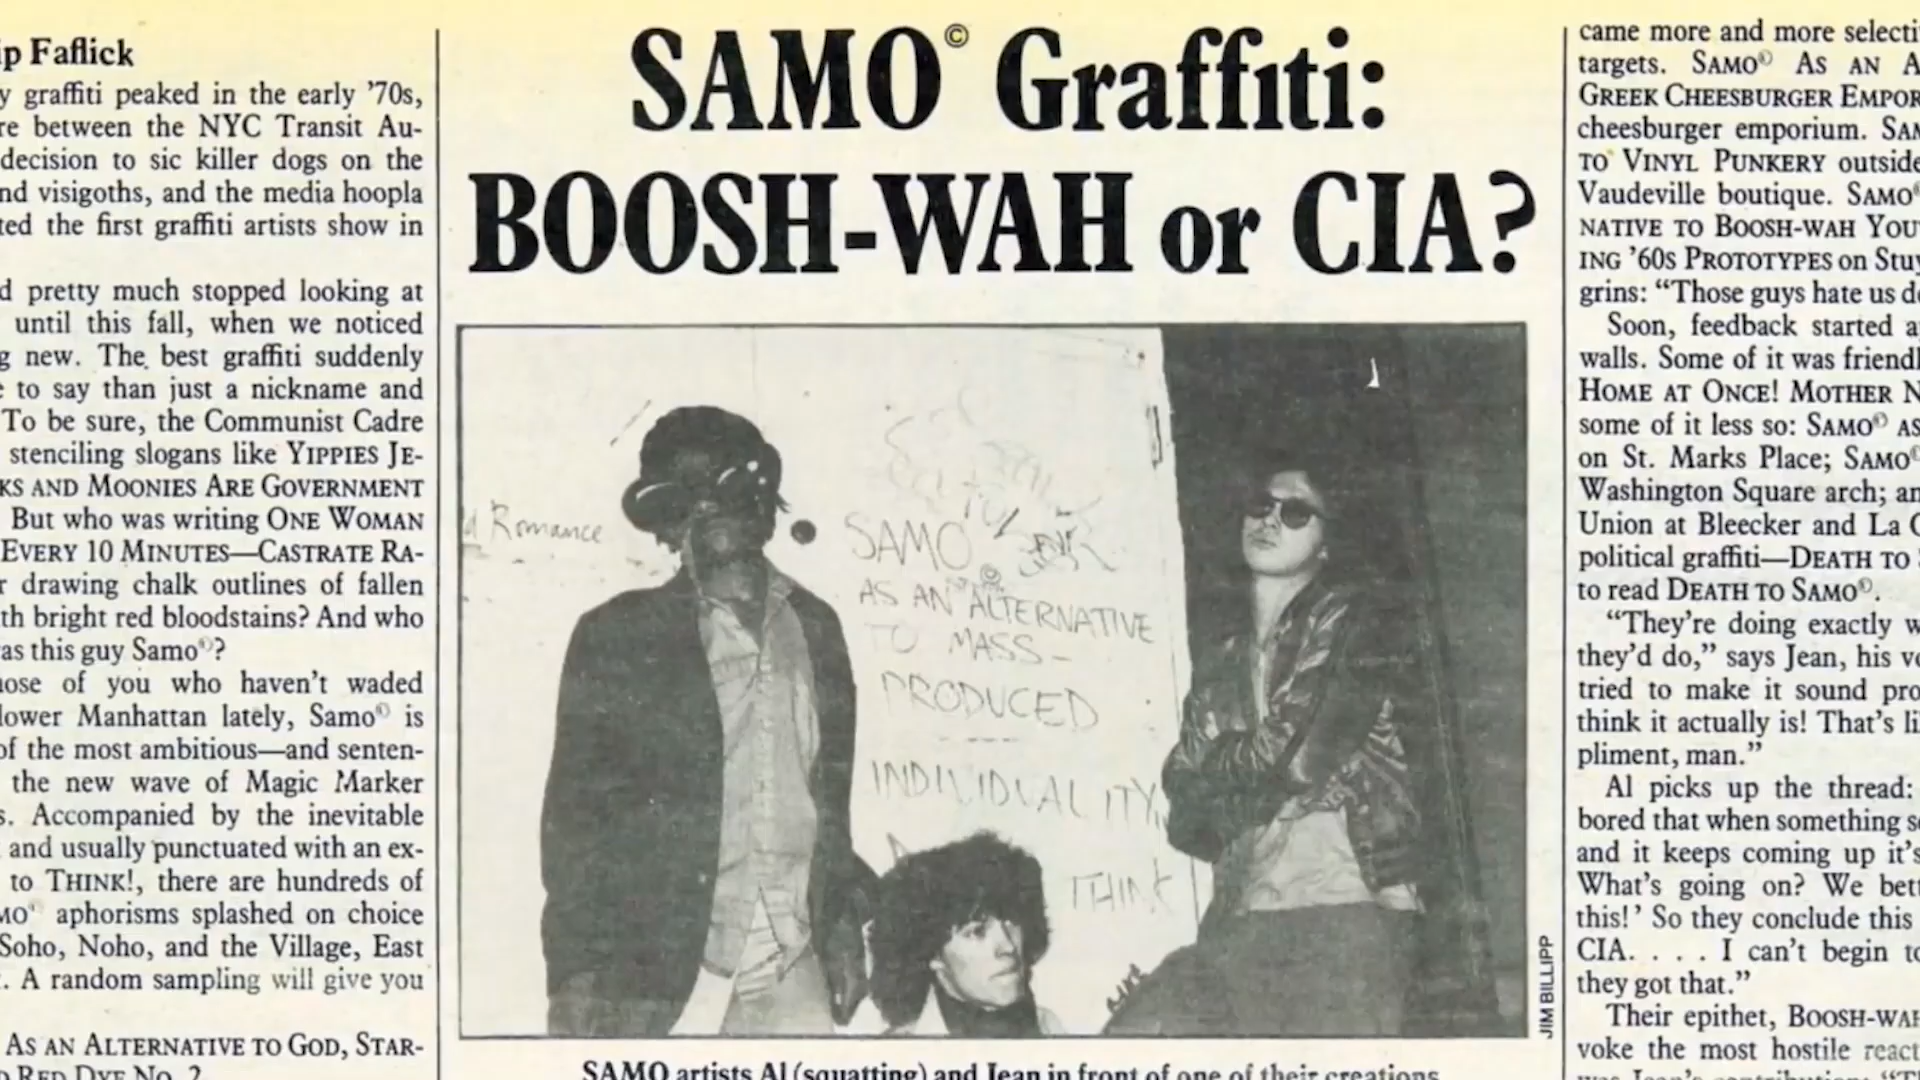 ip Faflick
y graffiti peaked in the early ’70s,
re between the NYC Transit Au-
decision to sic killer dogs on the
nd visigoths, and the media hoopla
ted the first graffiti artists show in
d pretty much stopped looking at
until this fall, when we noticed
g new. The best graffiti suddenly
e to say than just a nickname and
To be sure, the Communist Cadre
stenciling slogans like YIPPIES JE-
KS AND MOONIES ARE GOVERNMENT
But who was writing ONE WOMAN
EVERY 10 MINUTES—CASTRATE RA-
r drawing chalk outlines of fallen
th bright red bloodstains? And who
as this guy Samo©?
hose of you who haven’t waded
lower Manhattan lately, Samo© is
of the most ambitious—and senten-
the new wave of Magic Marker
s. Accompanied by the inevitable
and usually punctuated with an ex-
to THINK!, there are hundreds of
MO© aphorisms splashed on choice
Soho, Noho, and the Village, East
t. A random sampling will give you
AS AN ALTERNATIVE TO GOD, STAR-
D RED DYE NO. 2
SAMO© Graffiti:
BOOSH-WAH or CIA?
Romance
SAMO©
AS AN ALTERNATIVE
TO MASS-
PRODUCED
INDIVIDUALITY
THINK
JIM BILLIPP
SAMO artists Al (squatting) and Jean in front of one of their creations
came more and more selecti
targets. SAMO© AS AN A
GREEK CHEESBURGER EMPOR
cheesburger emporium. SAM
TO VINYL PUNKERY outside
Vaudeville boutique. SAMO©
NATIVE TO BOOSH-WAH YOU
ING ’60S PROTOTYPES on Stuy
grins: “Those guys hate us d
Soon, feedback started a
walls. Some of it was friendl
HOME AT ONCE! MOTHER N
some of it less so: SAMO© AS
on St. Marks Place; SAMO©
Washington Square arch; an
Union at Bleecker and La G
political graffiti—DEATH TO
to read DEATH TO SAMO©.
“They’re doing exactly w
they’d do,” says Jean, his vo
tried to make it sound pro
think it actually is! That’s li
pliment, man.”
Al picks up the thread:
bored that when something s
and it keeps coming up it’s
What’s going on? We bett
this!’ So they conclude this
CIA. . . . I can’t begin to
they got that.”
Their epithet, BOOSH-WAH
voke the most hostile react